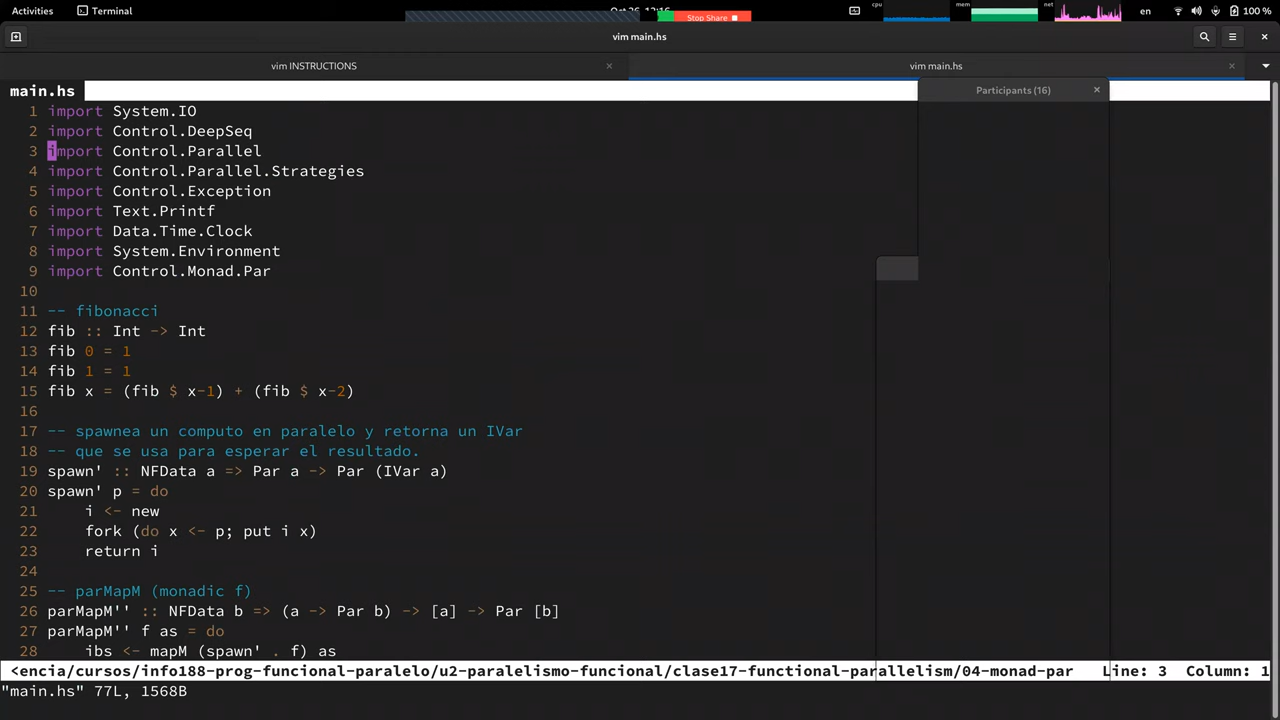 Activities
Terminal
Stop Share
cpu
mem
net
en
100 %
vim main.hs
vim INSTRUCTIONS
vim main.hs
main.hs
Participants (16)
1 import System.IO
2 import Control.DeepSeq
3 import Control.Parallel
4 import Control.Parallel.Strategies
5 import Control.Exception
6 import Text.Printf
7 import Data.Time.Clock
8 import System.Environment
9 import Control.Monad.Par
10
11 -- fibonacci
12 fib :: Int -> Int
13 fib 0 = 1
14 fib 1 = 1
15 fib x = (fib $ x-1) + (fib $ x-2)
16
17 -- spawnea un computo en paralelo y retorna un IVar
18 -- que se usa para esperar el resultado.
19 spawn' :: NFData a => Par a -> Par (IVar a)
20 spawn' p = do
21     i <- new
22     fork (do x <- p; put i x)
23     return i
24
25 -- parMapM (monadic f)
26 parMapM'' :: NFData b => (a -> Par b) -> [a] -> Par [b]
27 parMapM'' f as = do
28     ibs <- mapM (spawn' . f) as
<encia/cursos/info188-prog-funcional-paralelo/u2-paralelismo-funcional/clase17-functional-parallelism/04-monad-par Line: 3 Column: 1
"main.hs" 77L, 1568B